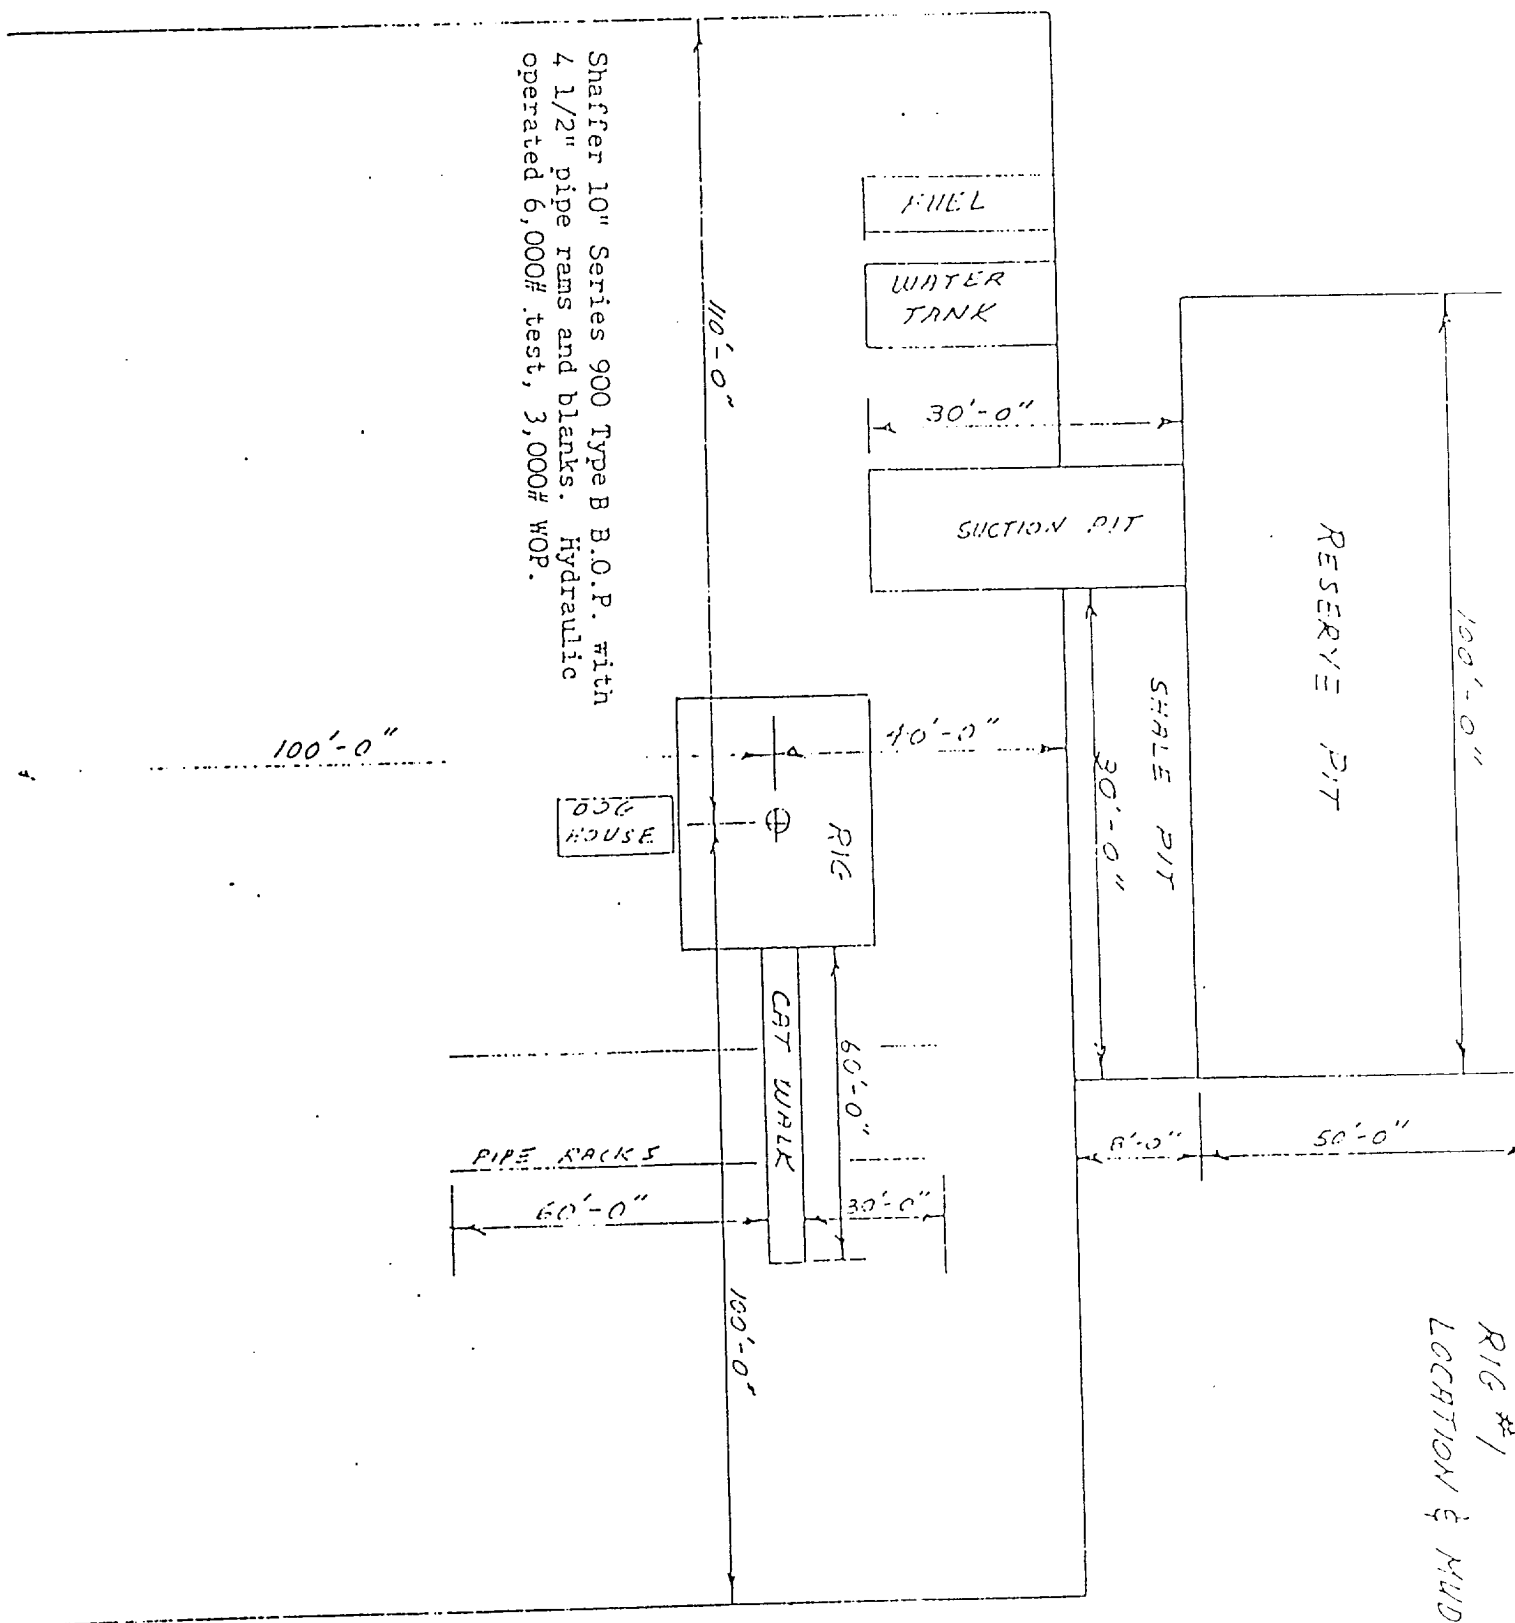 RIG #1
LOCATION & MUD
100'-0"
RESERVE PIT
50'-0"
8'-0"
SHALE PIT
30'-0"
SUCTION PIT
30'-0"
FUEL
WATER
TANK
40'-0"
RIG
60'-0"
CAT WALK
30'-0"
110'-0"
100'-0"
DOG
HOUSE
PIPE RACKS
60'-0"
100'-0"
Shaffer 10" Series 900 Type B B.O.P. with
4 1/2" pipe rams and blanks. Hydraulic
operated 6,000# test, 3,000# WOP.